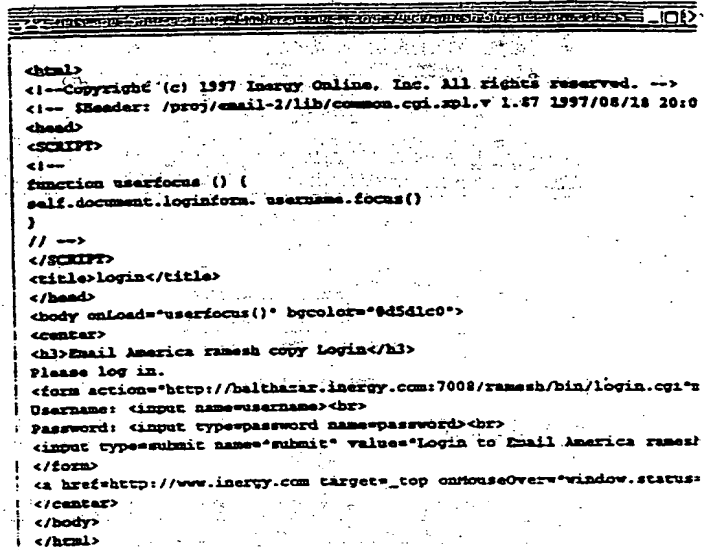 <html>
<!--Copyright (c) 1997 Inergy Online, Inc. All rights reserved. -->
<!-- $Header: /proj/email-2/lib/common.cgi.xpl,v 1.87 1997/08/18 20:0
<head>
<SCRIPT>
<!--
function userfocus () {
self.document.loginform. username.focus()
}
// -->
</SCRIPT>
<title>login</title>
</head>
<body onLoad="userfocus()" bgcolor="#d5d1c0">
<center>
<h3>Email America ramesh copy Login</h3>
Please log in.
<form action="http://balthazar.inergy.com:7008/ramesh/bin/login.cgi"m
Username: <input name=username><br>
Password: <input type=password name=password><br>
<input type=submit name="submit" value="Login to Email America ramesh
</form>
<a href=http://www.inergy.com target=_top onMouseOver="window.status=
</center>
</body>
</html>